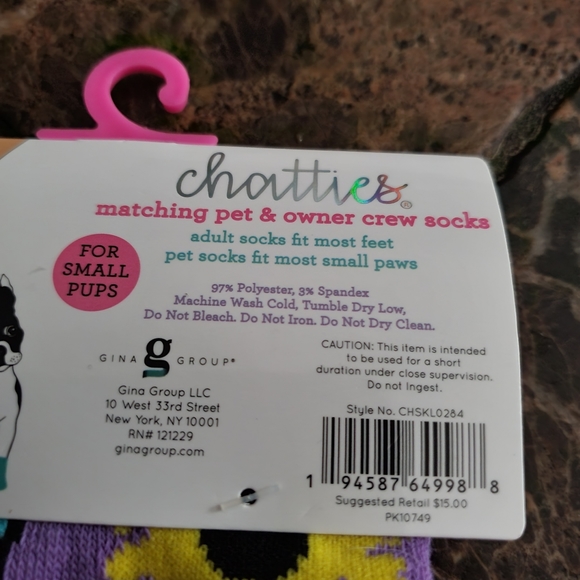 chatties®
matching pet & owner crew socks
adult socks fit most feet
pet socks fit most small paws
FOR
SMALL
PUPS
97% Polyester, 3% Spandex
Machine Wash Cold, Tumble Dry Low,
Do Not Bleach. Do Not Iron. Do Not Dry Clean.
GINA g GROUP®
Gina Group LLC
10 West 33rd Street
New York, NY 10001
RN# 121229
ginagroup.com
CAUTION: This item is intended
to be used for a short
duration under close supervision.
Do not Ingest.
Style No. CHSKL0284
1 94587 64998 8
Suggested Retail $15.00
PK10749